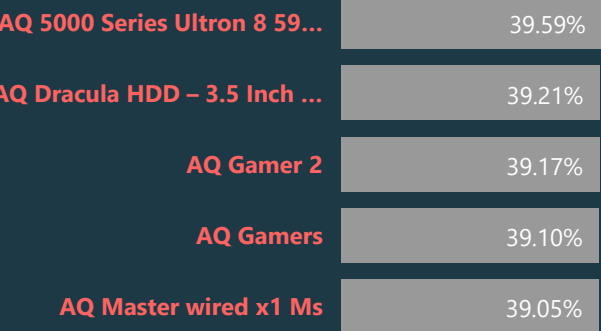 AQ 5000 Series Ultron 8 59… 39.59%
AQ Dracula HDD – 3.5 Inch … 39.21%
AQ Gamer 2 39.17%
AQ Gamers 39.10%
AQ Master wired x1 Ms 39.05%